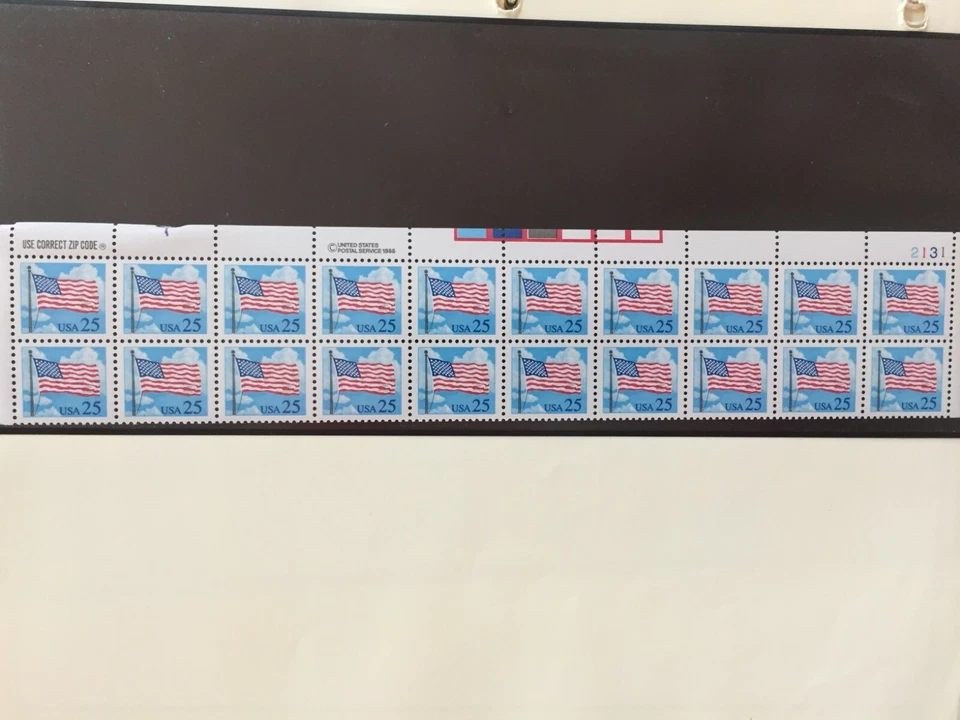 USE CORRECT ZIP CODE ®
© UNITED STATES
POSTAL SERVICE 1988
2131
USA 25 USA 25 USA 25 USA 25 USA 25 USA 25 USA 25 USA 25 USA 25 USA 25
USA 25 USA 25 USA 25 USA 25 USA 25 USA 25 USA 25 USA 25 USA 25 USA 25